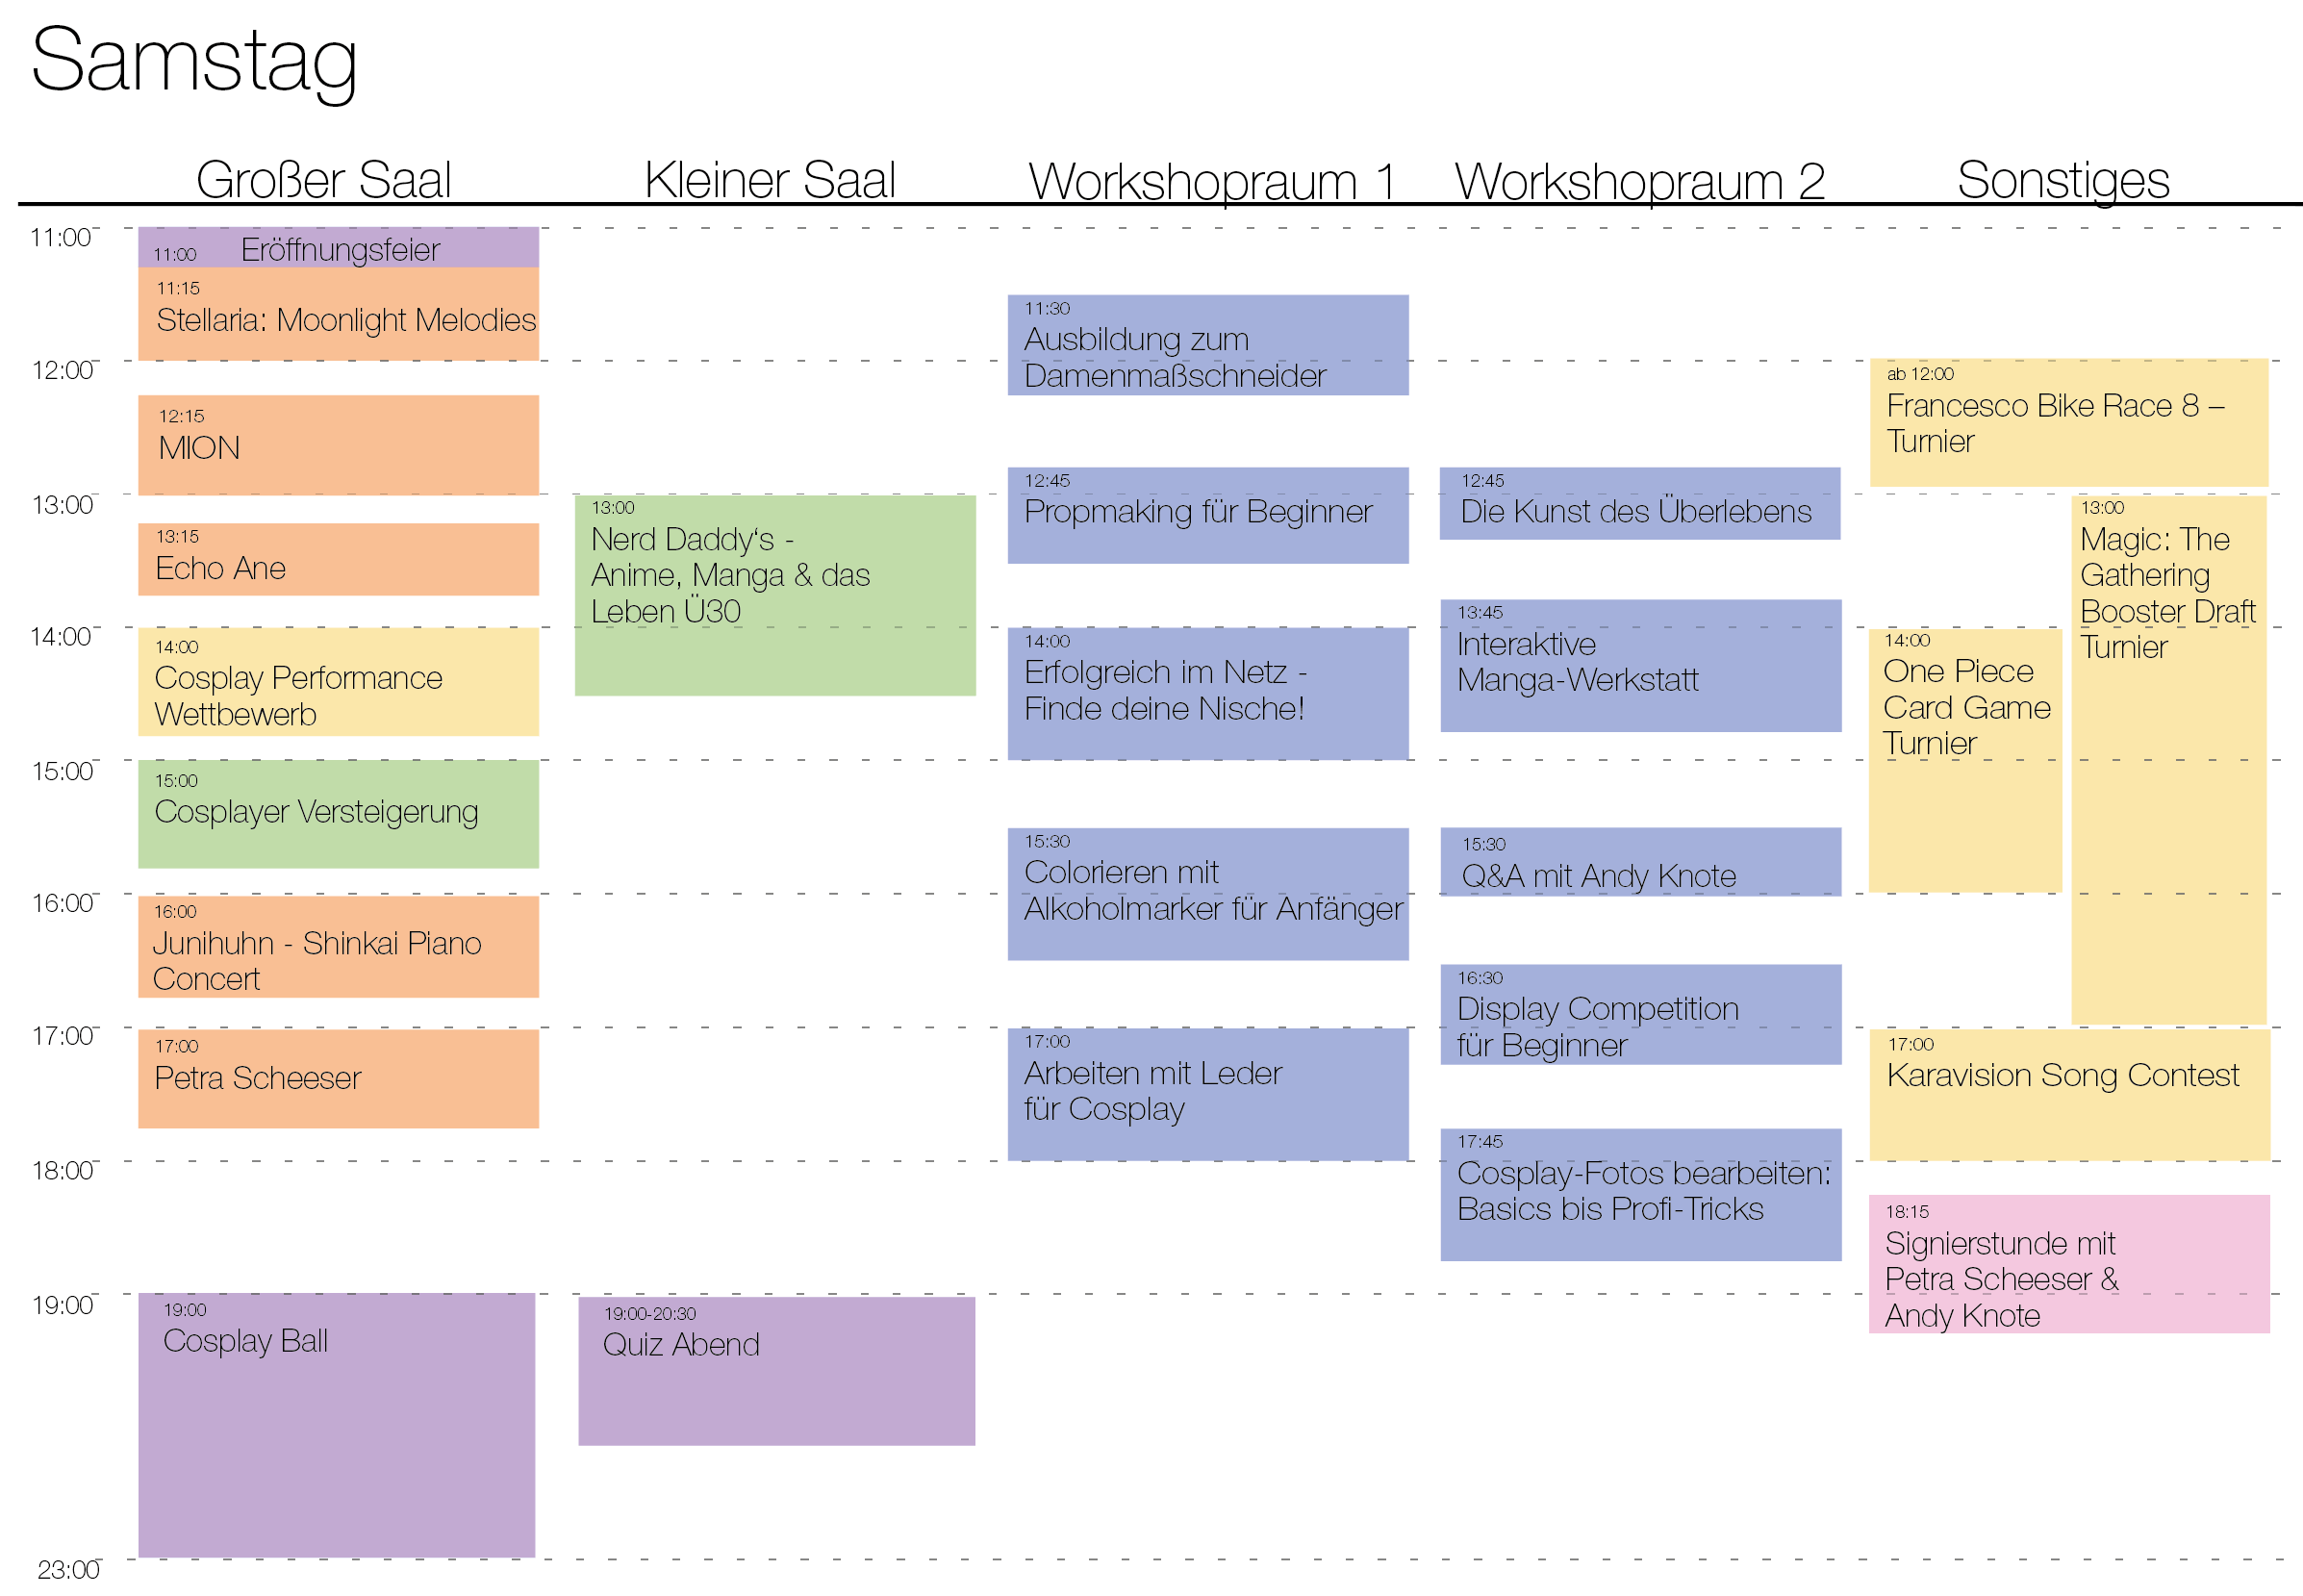 Samstag
Großer Saal
Kleiner Saal
Workshopraum 1
Workshopraum 2
Sonstiges
11:00
12:00
13:00
14:00
15:00
16:00
17:00
18:00
19:00
23:00
11:00 Eröffnungsfeier
11:15
Stellaria: Moonlight Melodies
12:15
MION
13:15
Echo Ane
14:00
Cosplay Performance
Wettbewerb
15:00
Cosplayer Versteigerung
16:00
Junihuhn - Shinkai Piano
Concert
17:00
Petra Scheeser
19:00
Cosplay Ball
13:00
Nerd Daddy‘s -
Anime, Manga & das
Leben Ü30
19:00-20:30
Quiz Abend
11:30
Ausbildung zum
Damenmaßschneider
12:45
Propmaking für Beginner
14:00
Erfolgreich im Netz -
Finde deine Nische!
15:30
Colorieren mit
Alkoholmarker für Anfänger
17:00
Arbeiten mit Leder
für Cosplay
12:45
Die Kunst des Überlebens
13:45
Interaktive
Manga-Werkstatt
15:30
Q&A mit Andy Knote
16:30
Display Competition
für Beginner
17:45
Cosplay-Fotos bearbeiten:
Basics bis Profi-Tricks
ab 12:00
Francesco Bike Race 8 –
Turnier
13:00
Magic: The
Gathering
Booster Draft
Turnier
14:00
One Piece
Card Game
Turnier
17:00
Karavision Song Contest
18:15
Signierstunde mit
Petra Scheeser &
Andy Knote